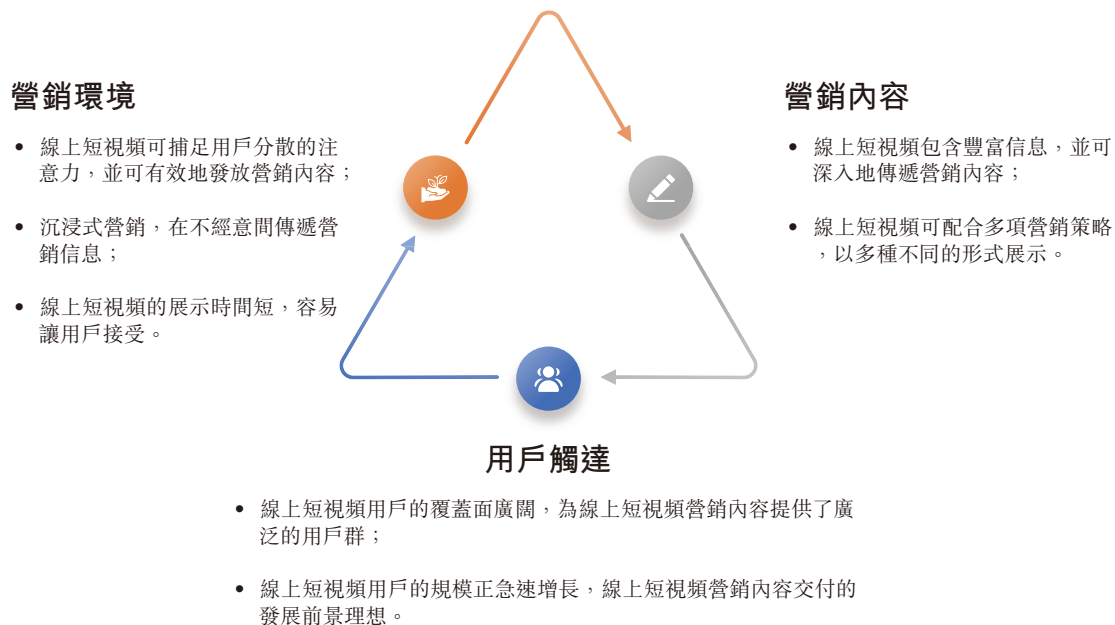 營銷環境
• 線上短視頻可捕足用戶分散的注
意力，並可有效地發放營銷內容；
• 沉浸式營銷，在不經意間傳遞營
銷信息；
• 線上短視頻的展示時間短，容易
讓用戶接受。
營銷內容
• 線上短視頻包含豐富信息，並可
深入地傳遞營銷內容；
• 線上短視頻可配合多項營銷策略
，以多種不同的形式展示。
用戶觸達
• 線上短視頻用戶的覆蓋面廣闊，為線上短視頻營銷內容提供了廣
泛的用戶群；
• 線上短視頻用戶的規模正急速增長，線上短視頻營銷內容交付的
發展前景理想。